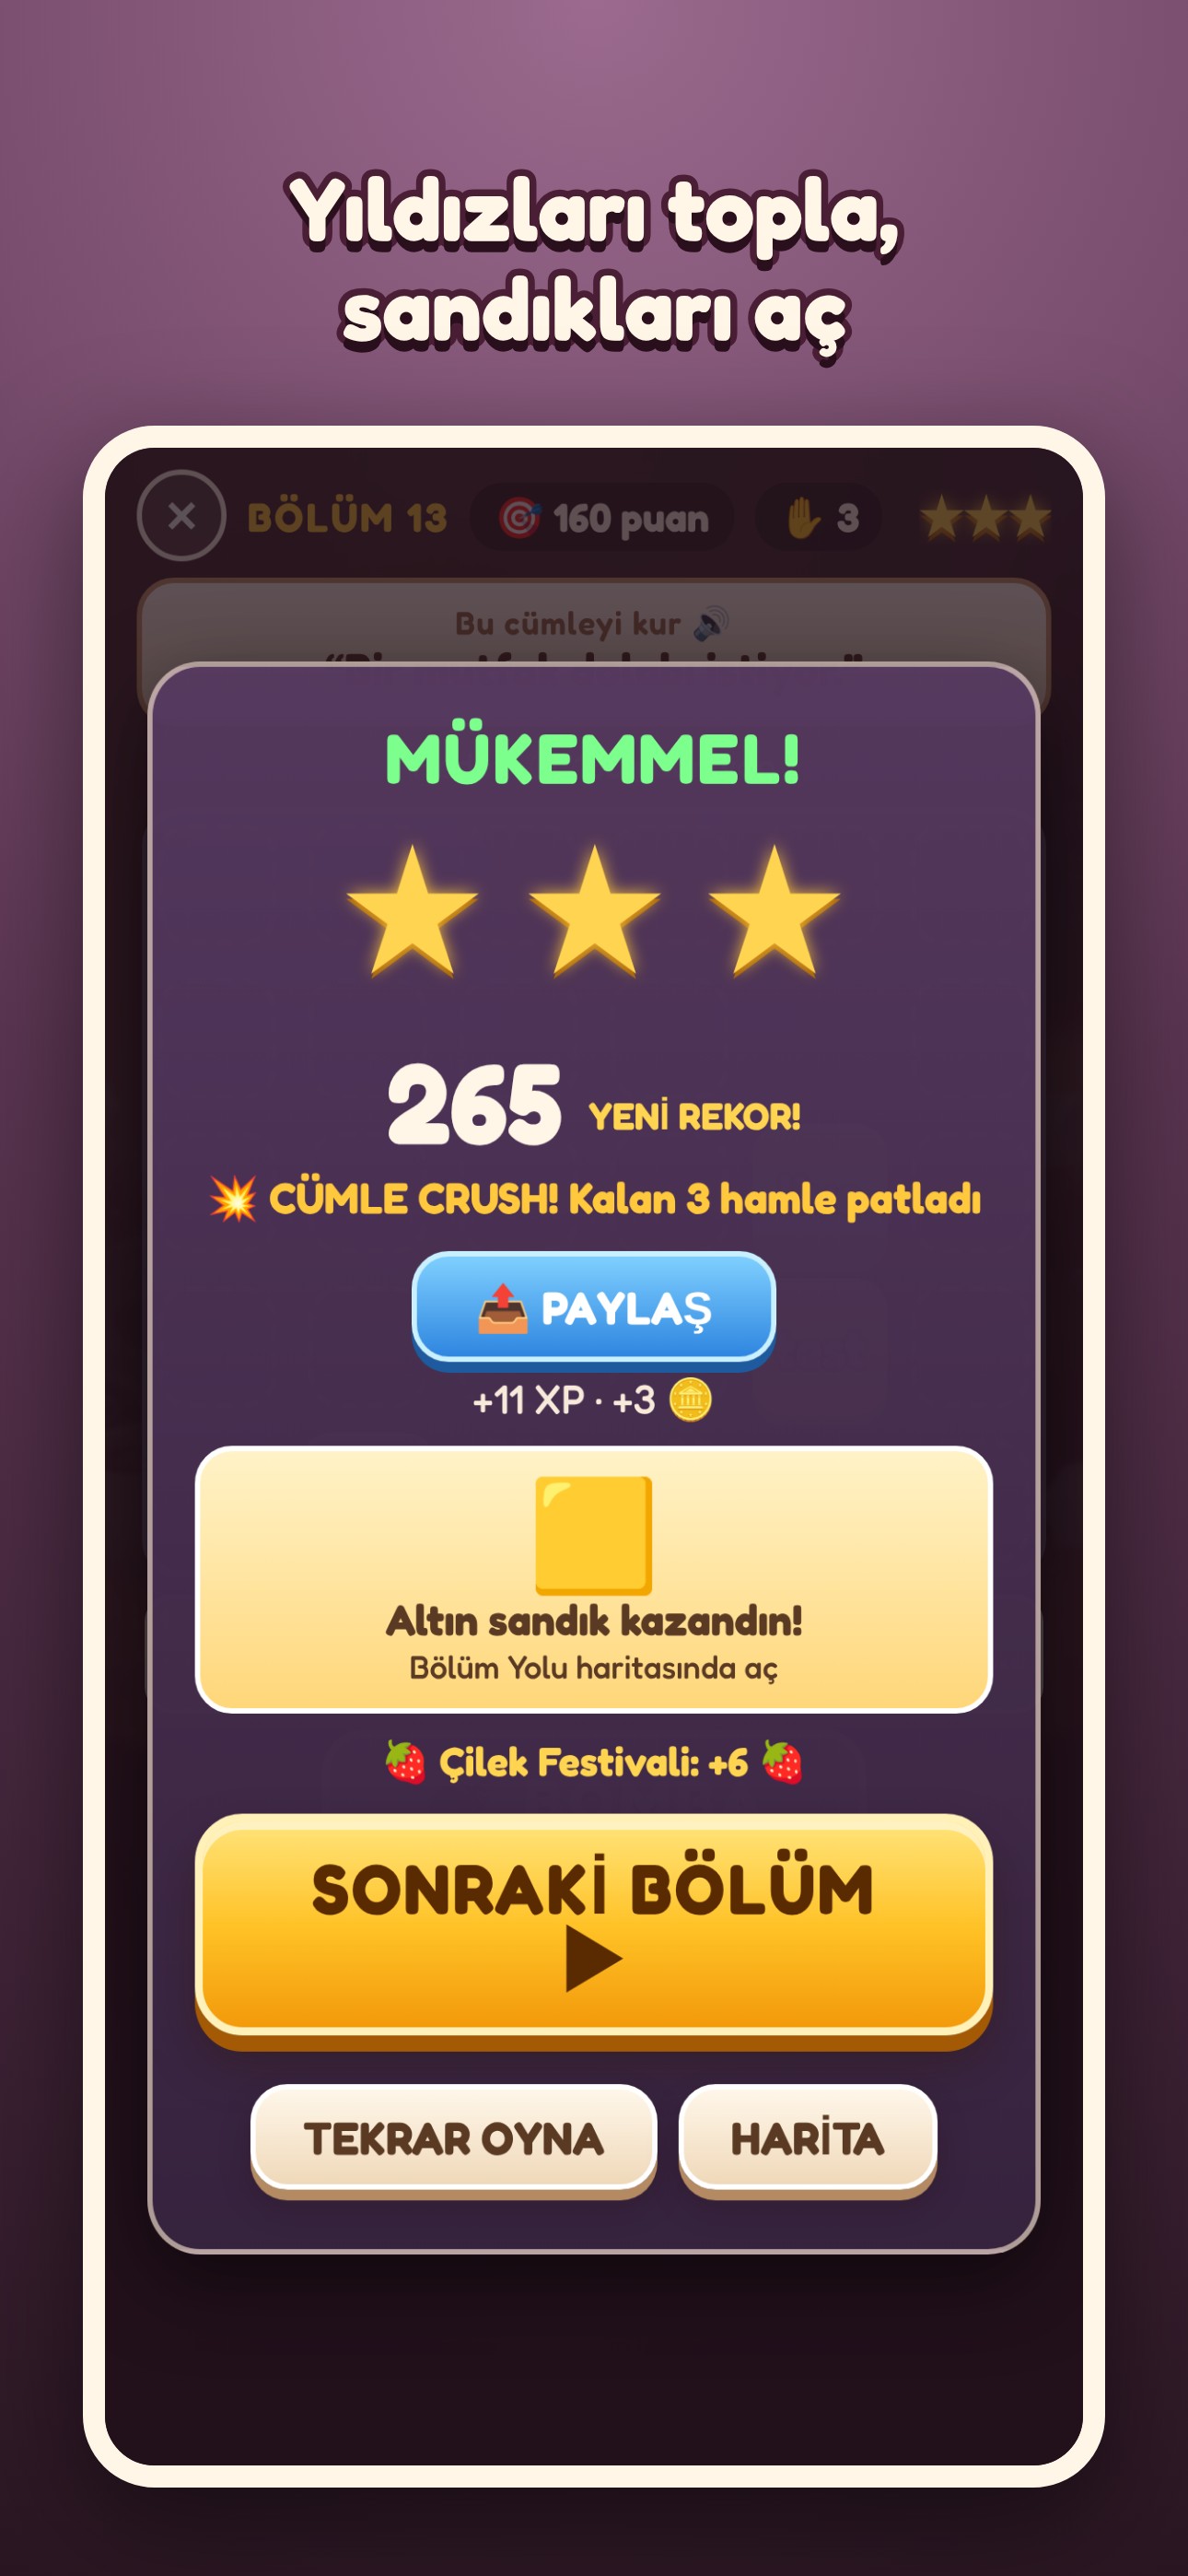 Yıldızları topla,
sandıkları aç
BÖLÜM 13
160 puan
3
Bu cümleyi kur
MÜKEMMEL!
265 YENİ REKOR!
CÜMLE CRUSH! Kalan 3 hamle patladı
PAYLAŞ
+11 XP · +3
Altın sandık kazandın!
Bölüm Yolu haritasında aç
Çilek Festivali: +6
SONRAKİ BÖLÜM
TEKRAR OYNA
HARİTA